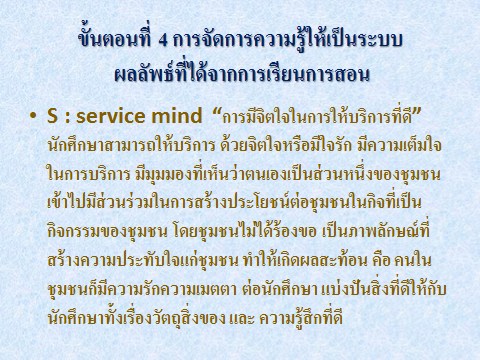 ขั้นตอนที่ 4 การจัดการความรู้ให้เป็นระบบ
ผลลัพธ์ที่ได้จากการเรียนการสอน
• S : service mind “การมีจิตใจในการให้บริการที่ดี”
นักศึกษาสามารถให้บริการ ด้วยจิตใจหรือมีใจรัก มีความเต็มใจ
ในการบริการ มีมุมมองที่เห็นว่าตนเองเป็นส่วนหนึ่งของชุมชน
เข้าไปมีส่วนร่วมในการสร้างประโยชน์ต่อชุมชนในกิจที่เป็น
กิจกรรมของชุมชน โดยชุมชนไม่ได้ร้องขอ เป็นภาพลักษณ์ที่
สร้างความประทับใจแก่ชุมชน ทำให้เกิดผลสะท้อน คือ คนใน
ชุมชนก็มีความรักความเมตตา ต่อนักศึกษา แบ่งปันสิ่งที่ดีให้กับ
นักศึกษาทั้งเรื่องวัตถุสิ่งของ และ ความรู้สึกที่ดี